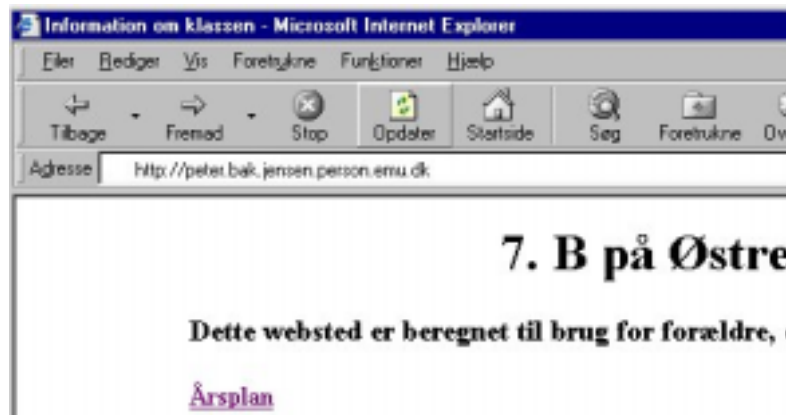 Information om klassen - Microsoft Internet Explorer
Filer Rediger Vis Foretrukne Funktioner Hjælp
Tilbage Fremad Stop Opdater Startside Søg Foretrukne
Adresse http://peter.bak.jensen.person.emu.dk
7. B på Østre
Dette websted er beregnet til brug for forældre,
Årsplan